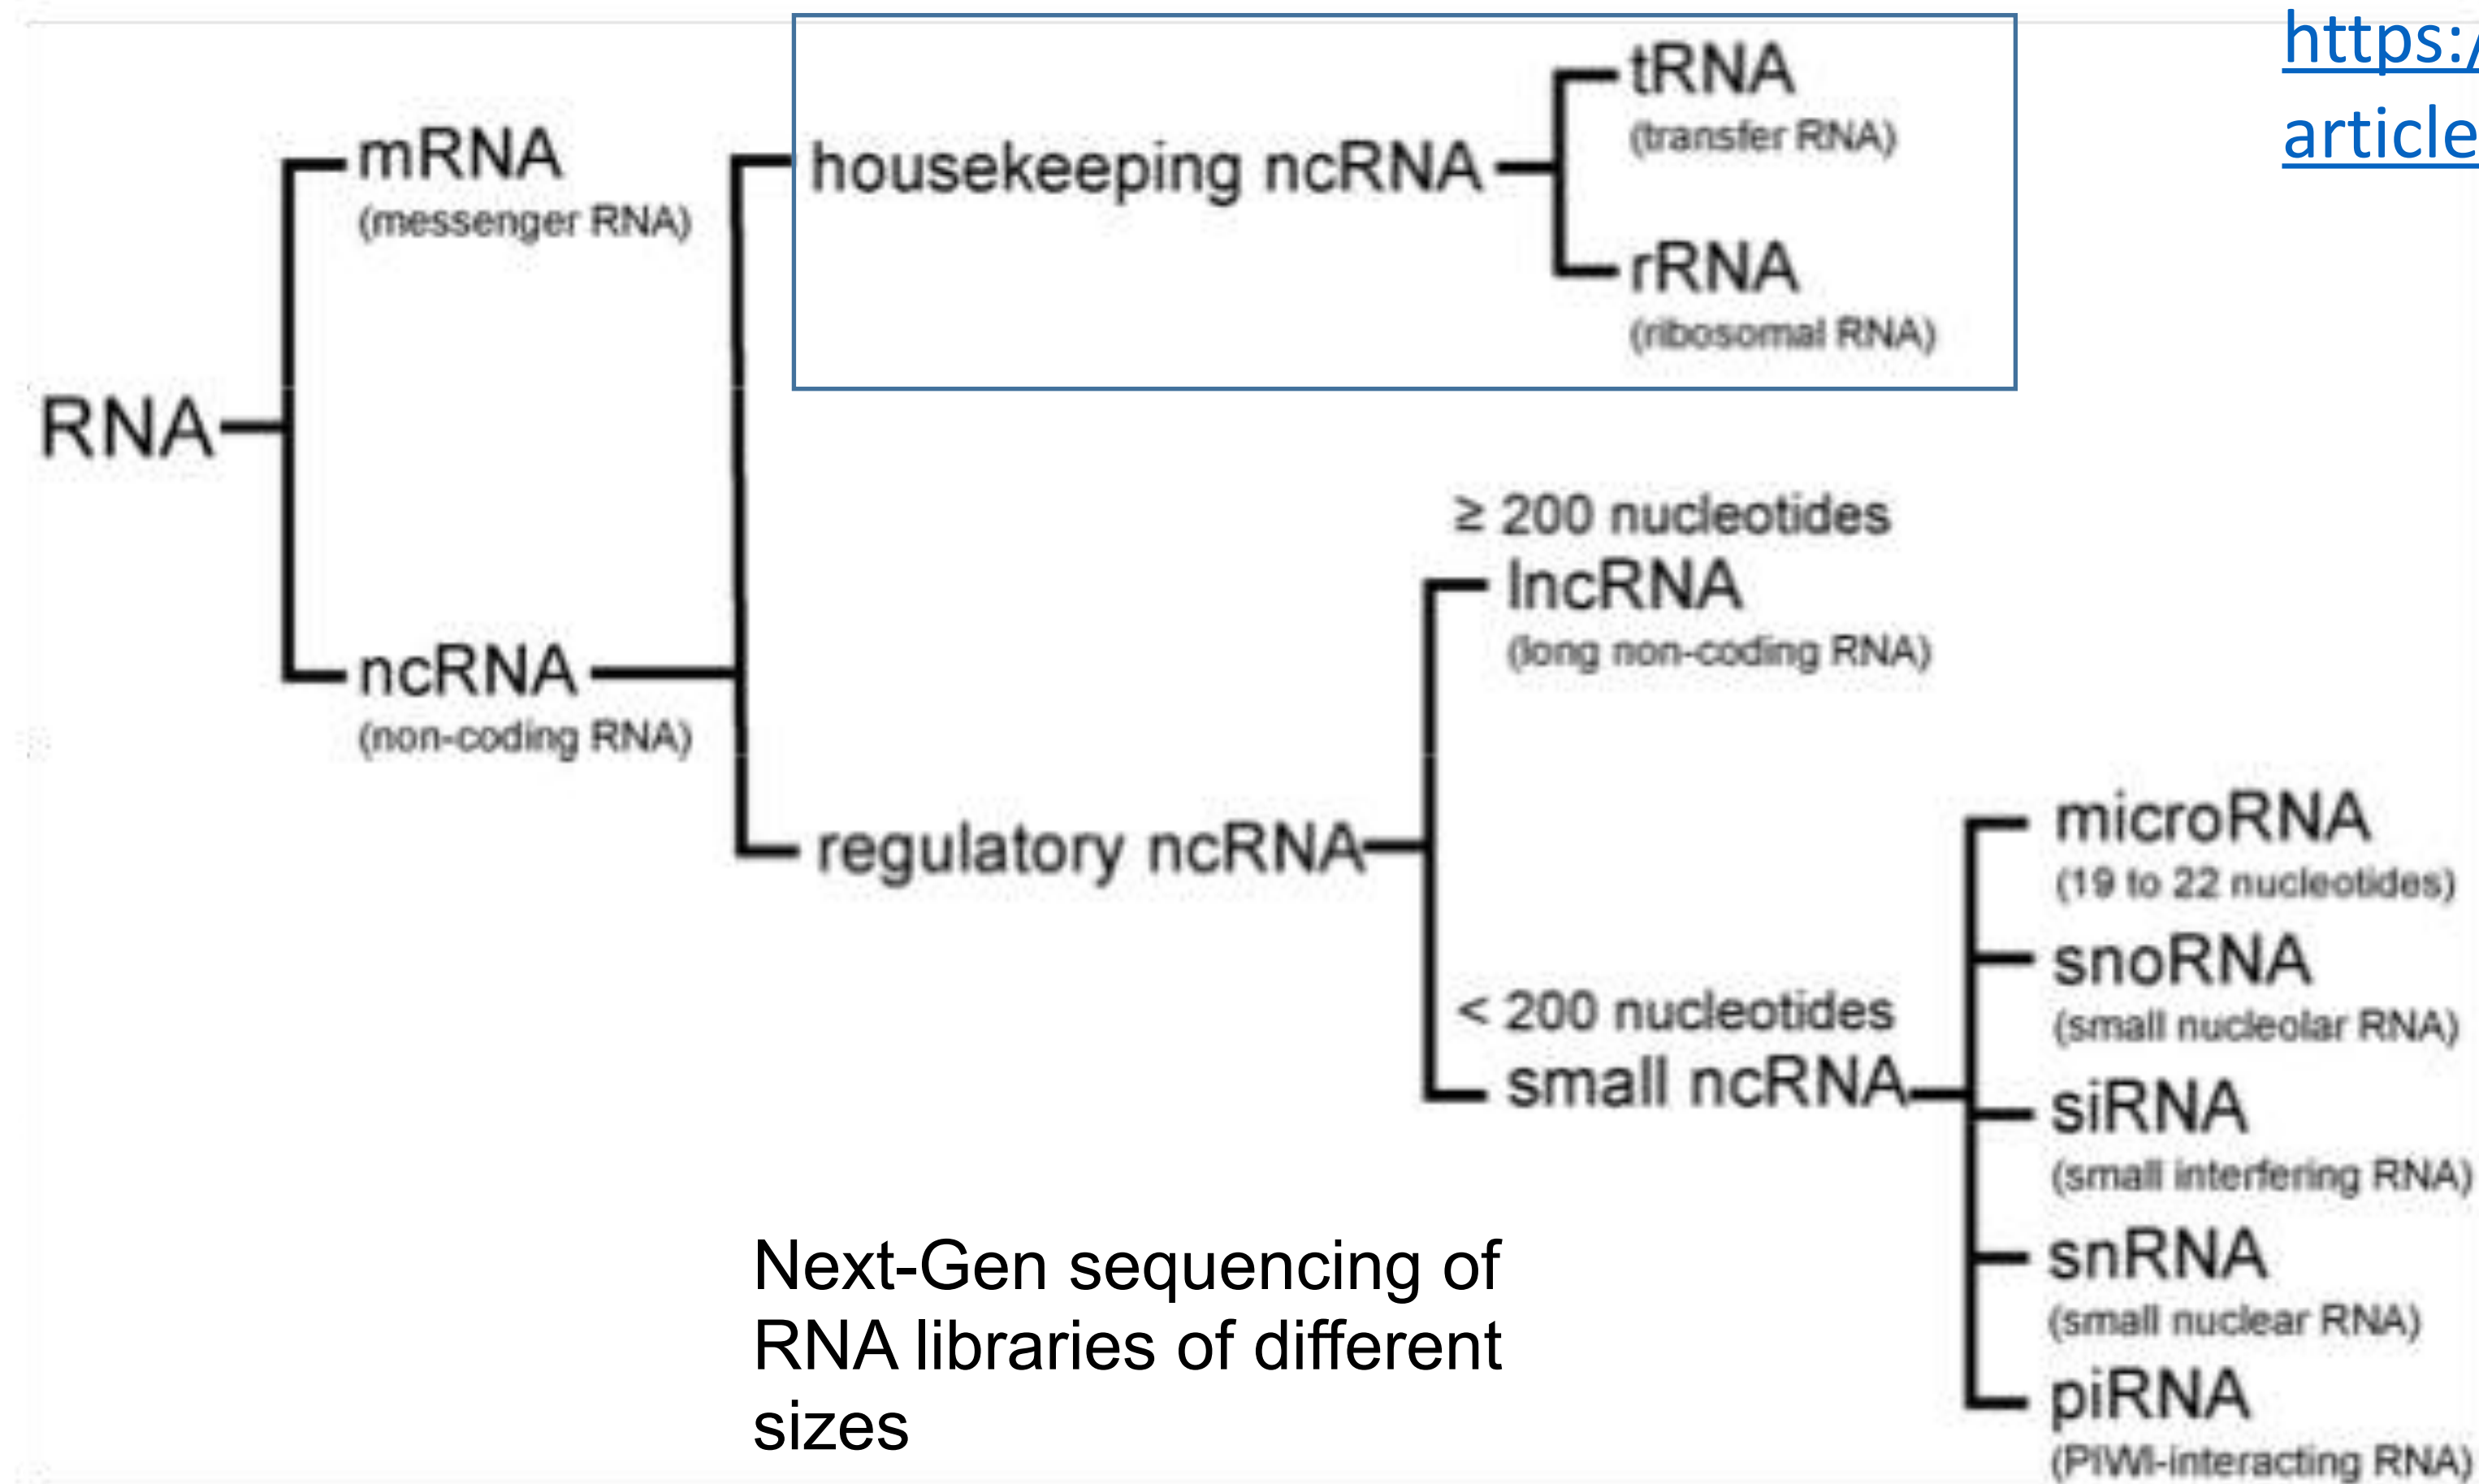 https:/
article
tRNA
(transfer RNA)
mRNA
(messenger RNA)
housekeeping ncRNA
rRNA
(ribosomal RNA)
RNA
≥ 200 nucleotides
lncRNA
(long non-coding RNA)
ncRNA
(non-coding RNA)
regulatory ncRNA
microRNA
(19 to 22 nucleotides)
snoRNA
(small nucleolar RNA)
< 200 nucleotides
small ncRNA
siRNA
(small interfering RNA)
snRNA
(small nuclear RNA)
piRNA
(PIWI-interacting RNA)
Next-Gen sequencing of
RNA libraries of different
sizes